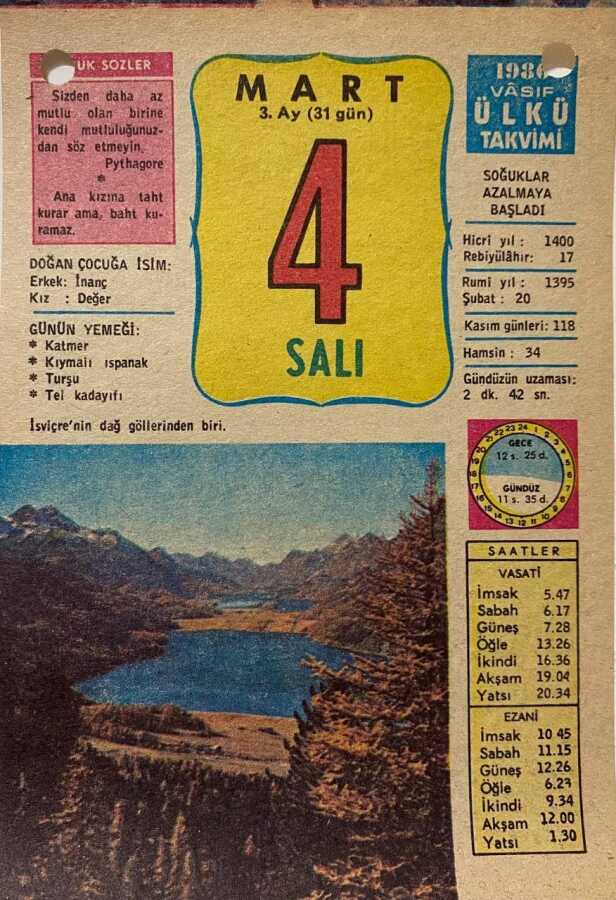 ÜK SÖZLER
Sizden daha az
mutlu olan birine
kendi mutluluğunuz-
dan söz etmeyin.
Pythagore
*
Ana kızına taht
kurar ama, baht ku-
ramaz.
DOĞAN ÇOCUĞA İSİM:
Erkek: İnanç
Kız : Değer
GÜNÜN YEMEĞİ:
* Katmer
* Kıymalı ıspanak
* Turşu
* Tel kadayıfı
MART
3. Ay (31 gün)
4
SALI
1980
VÂSIF
ÜLKÜ
TAKVİMİ
SOĞUKLAR
AZALMAYA
BAŞLADI
Hicri yıl : 1400
Rebiyülâhır: 17
Rumi yıl : 1395
Şubat : 20
Kasım günleri: 118
Hamsin : 34
Gündüzün uzaması:
2 dk. 42 sn.
İsviçre'nin dağ göllerinden biri.
GECE
12 s. 25 d.
GÜNDÜZ
11 s. 35 d.
SAATLER
VASATİ
İmsak 5.47
Sabah 6.17
Güneş 7.28
Öğle 13.26
İkindi 16.36
Akşam 19.04
Yatsı 20.34
EZANİ
İmsak 10 45
Sabah 11.15
Güneş 12.26
Öğle 6.23
İkindi 9.34
Akşam 12.00
Yatsı 1.30